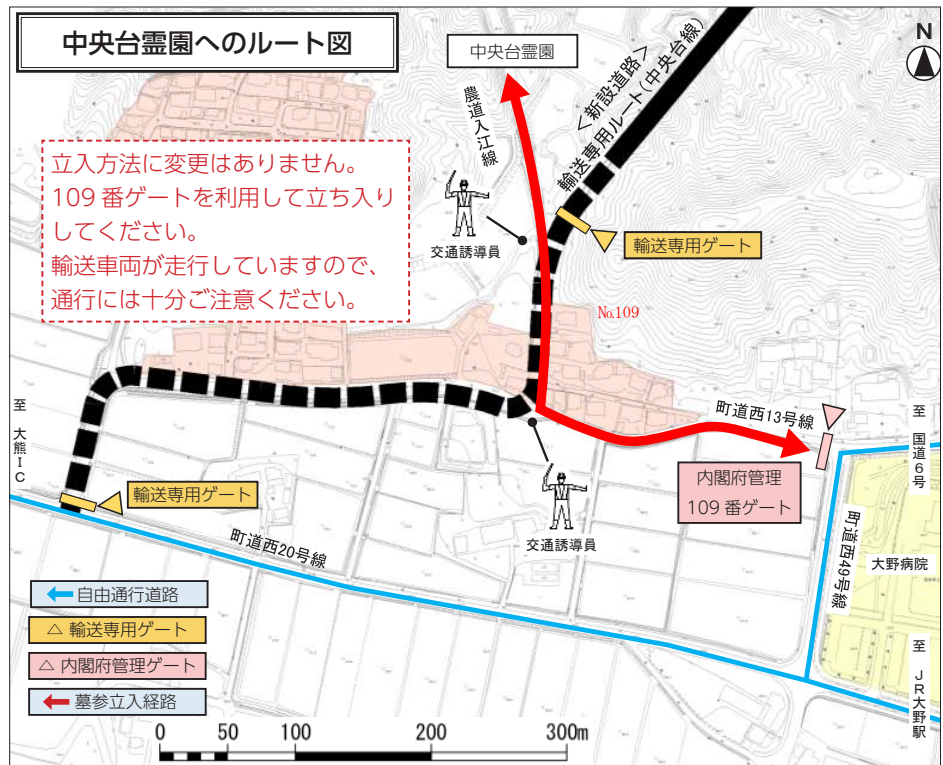 中央台霊園へのルート図
中央台霊園
N
農道入江線
<新設道路>
輸送専用ルート(中央台線)
立入方法に変更はありません。
109 番ゲートを利用して立ち入り
してください。
輸送車両が走行していますので、
通行には十分ご注意ください。
交通誘導員
輸送専用ゲート
No.109
町道西13号線
至 国道6号
至 大熊IC
輸送専用ゲート
内閣府管理
109 番ゲート
交通誘導員
町道西20号線
町道西49号線
大野病院
至 JR大野駅
自由通行道路
△ 輸送専用ゲート
△ 内閣府管理ゲート
墓参立入経路
0 50 100 200 300m